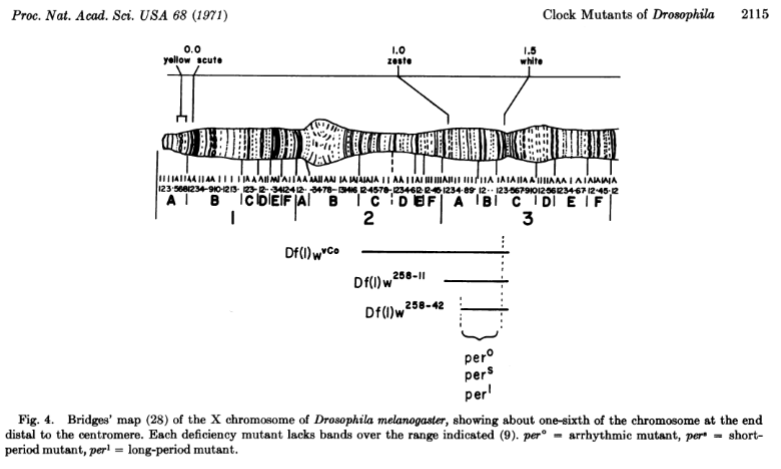 Proc. Nat. Acad. Sci. USA 68 (1971)
Clock Mutants of Drosophila 2115
0.0
yellow scute
1.0
zeste
1.5
white
A B C D E F A B C D E F A B C D E F
1 2 3
Df(1)w^vCo
Df(1)w^258-11
Df(1)w^258-42
per^o
per^s
per^l
Fig. 4. Bridges' map (28) of the X chromosome of Drosophila melanogaster, showing about one-sixth of the chromosome at the end
distal to the centromere. Each deficiency mutant lacks bands over the range indicated (9). per^o = arrhythmic mutant, per^s = short-
period mutant, per^l = long-period mutant.